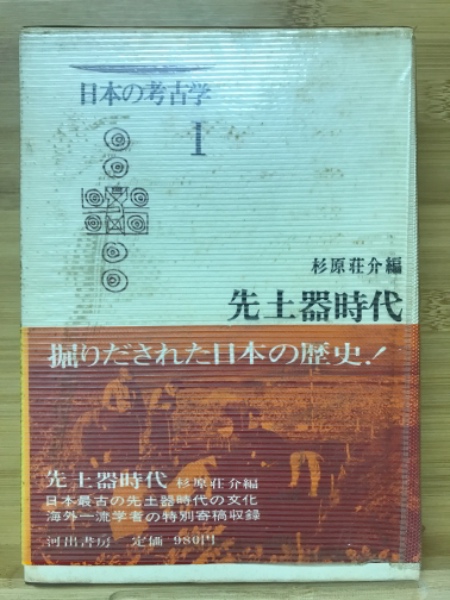 日本の考古学
1
杉原荘介編
先土器時代
掘りだされた日本の歴史!
先土器時代 杉原荘介編
日本最古の先土器時代の文化
海外一流学者の特別寄稿収録
河出書房 定価 980円